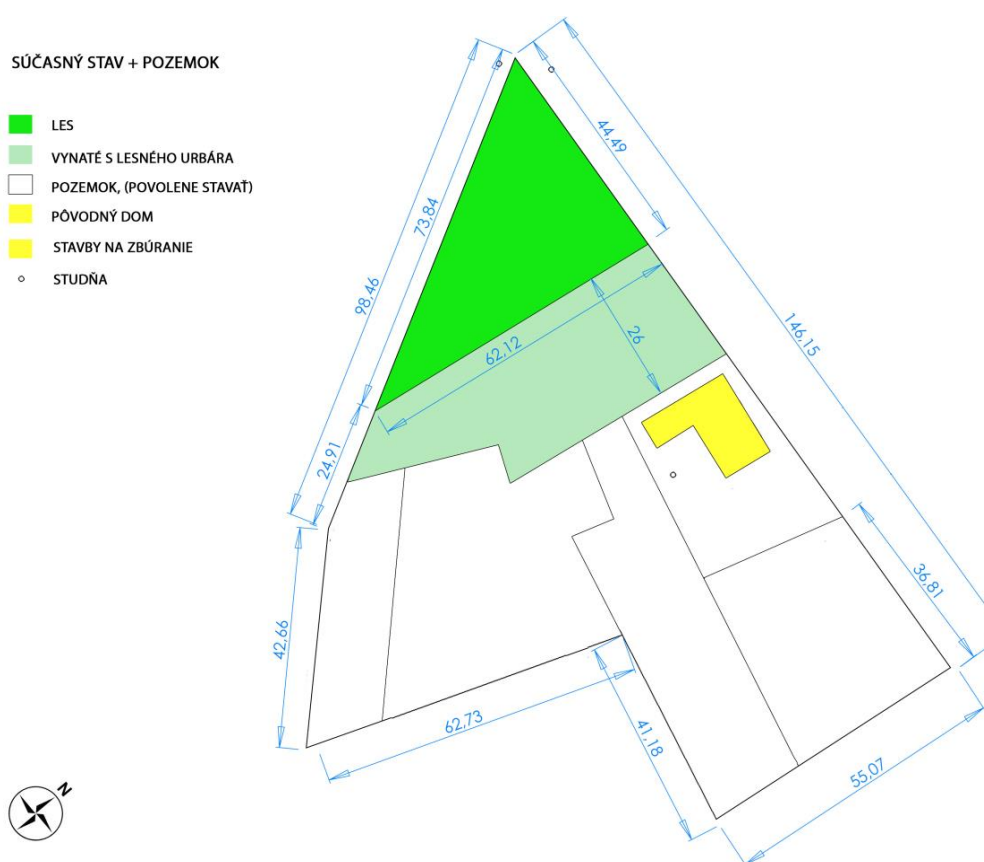 SÚČASNÝ STAV + POZEMOK
LES
VYNATÉ S LESNÉHO URBÁRA
POZEMOK, (POVOLENE STAVAŤ)
PÔVODNÝ DOM
STAVBY NA ZBÚRANIE
STUDŇA
44,49
73,84
98,46
146,15
62,12
26
24,91
36,81
42,66
62,73
41,18
55,07
N